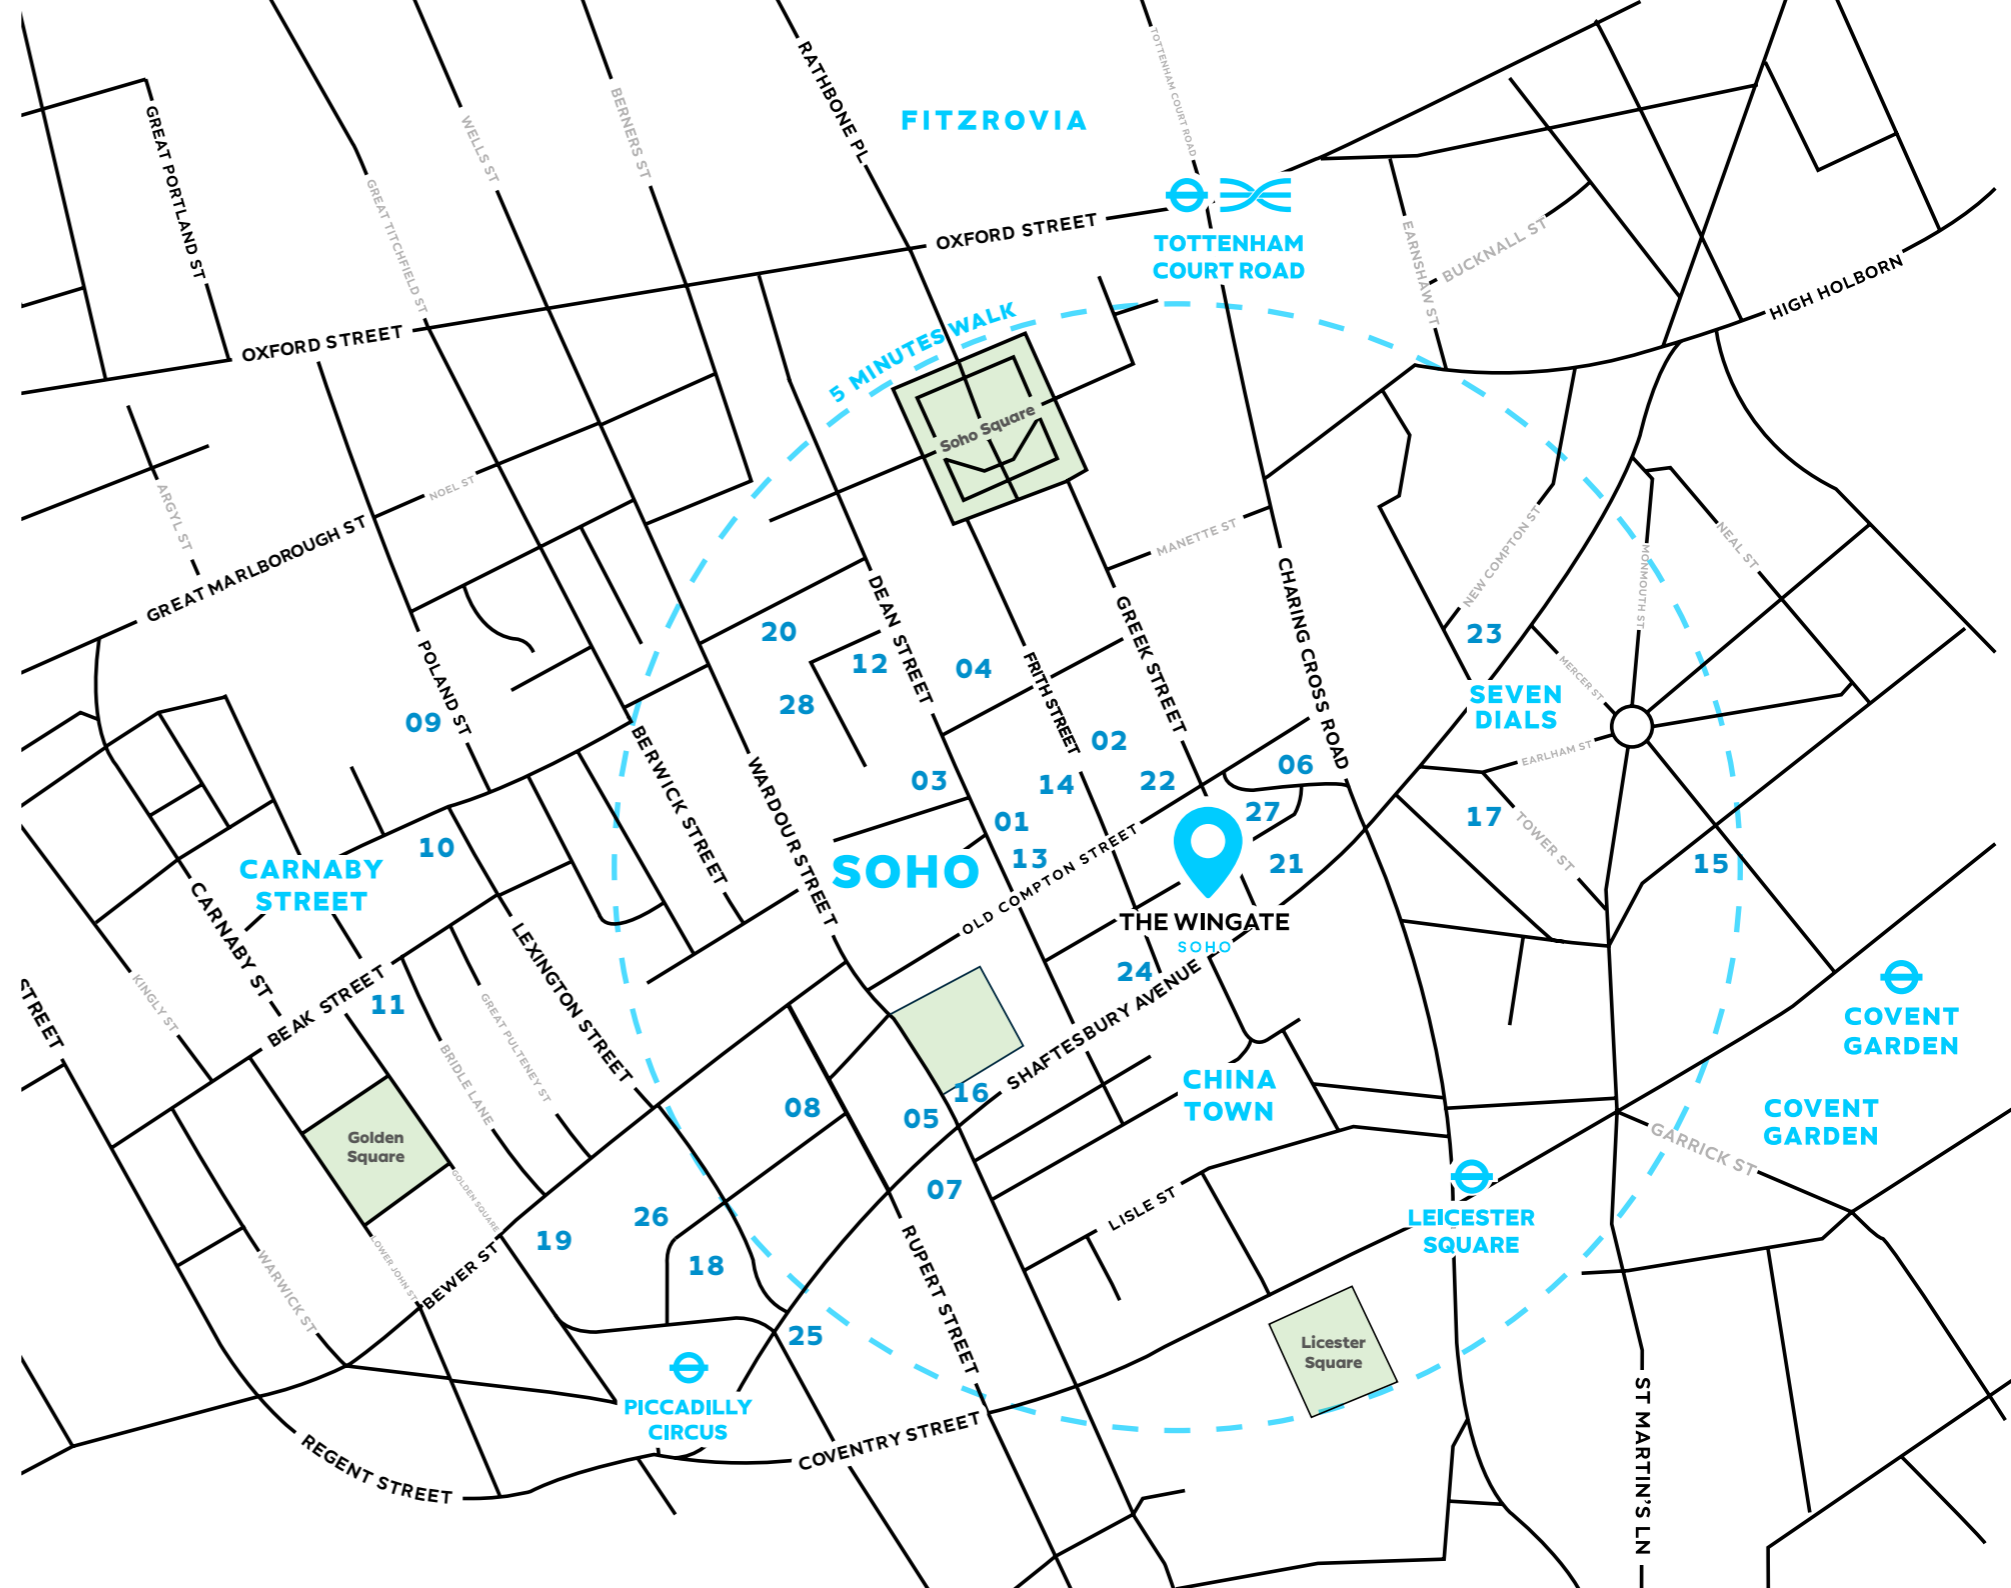 RATHBONE PL
TOTTENHAM COURT ROAD
FITZROVIA
GREAT PORTLAND ST
WELLS ST
BERNERS ST
GREAT TITCHFIELD ST
OXFORD STREET
TOTTENHAM
COURT ROAD
EARNSHAW ST
BUCKNALL ST
HIGH HOLBORN
OXFORD STREET
5 MINUTES WALK
Soho Square
NOEL ST
ARGYL ST
GREAT MARLBOROUGH ST
MANETTE ST
NEW COMPTON ST
MONMOUTH ST
NEAL ST
CHARING CROSS ROAD
DEAN STREET
GREEK STREET
FRITH STREET
POLAND ST
20
12
04
28
23
MERCER ST
SEVEN
DIALS
09
02
03
14
22
06
EARLHAM ST
BERWICK STREET
WARDOUR STREET
01
27
17
TOWER ST
10
13
21
15
CARNABY
STREET
SOHO
OLD COMPTON STREET
CARNABY ST
THE WINGATE
SOHO
LEXINGTON STREET
24
KINGLY ST
STREET
BEAK STREET
11
GREAT PULTENEY ST
BRIDLE LANE
SHAFTESBURY AVENUE
COVENT
GARDEN
CHINA
TOWN
16
08
05
COVENT
GARDEN
Golden
Square
GARRICK ST
GOLDEN SQUARE
07
LISLE ST
26
19
18
LEICESTER
SQUARE
WARWICK ST
LOWER JOHN ST
BEWER ST
RUPERT STREET
25
Licester
Square
PICCADILLY
CIRCUS
COVENTRY STREET
REGENT STREET
ST MARTIN'S LN